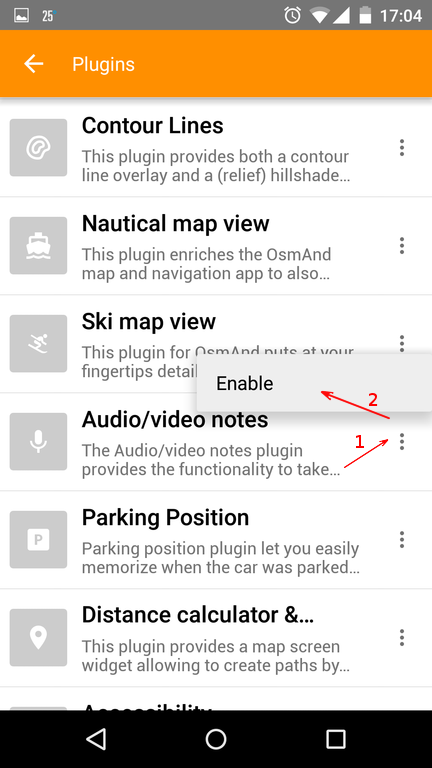 25
17:04
Plugins
Contour Lines
This plugin provides both a contour
line overlay and a (relief) hillshade…
Nautical map view
This plugin enriches the OsmAnd
map and navigation app to also…
Ski map view
This plugin for OsmAnd puts at your
fingertips detail
Enable
2
Audio/video notes
1
The Audio/video notes plugin
provides the functionality to take…
Parking Position
P
Parking position plugin let you easily
memorize when the car was parked…
Distance calculator &…
This plugin provides a map screen
widget allowing to create paths by…
Accessibility